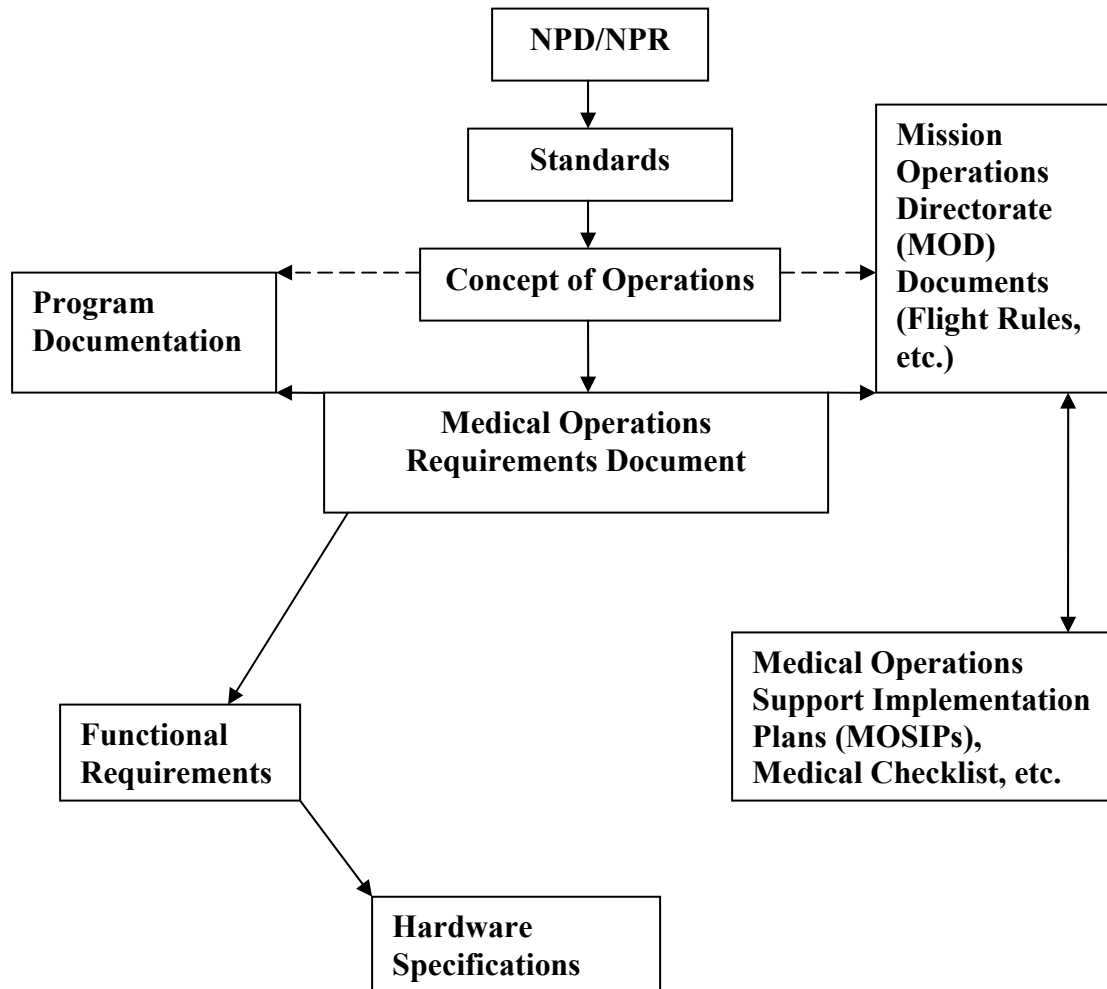 NPD/NPR
Standards
Concept of Operations
Mission
Operations
Directorate
(MOD)
Documents
(Flight Rules,
etc.)
Program
Documentation
Medical Operations
Requirements Document
Functional
Requirements
Medical Operations
Support Implementation
Plans (MOSIPs),
Medical Checklist, etc.
Hardware
Specifications